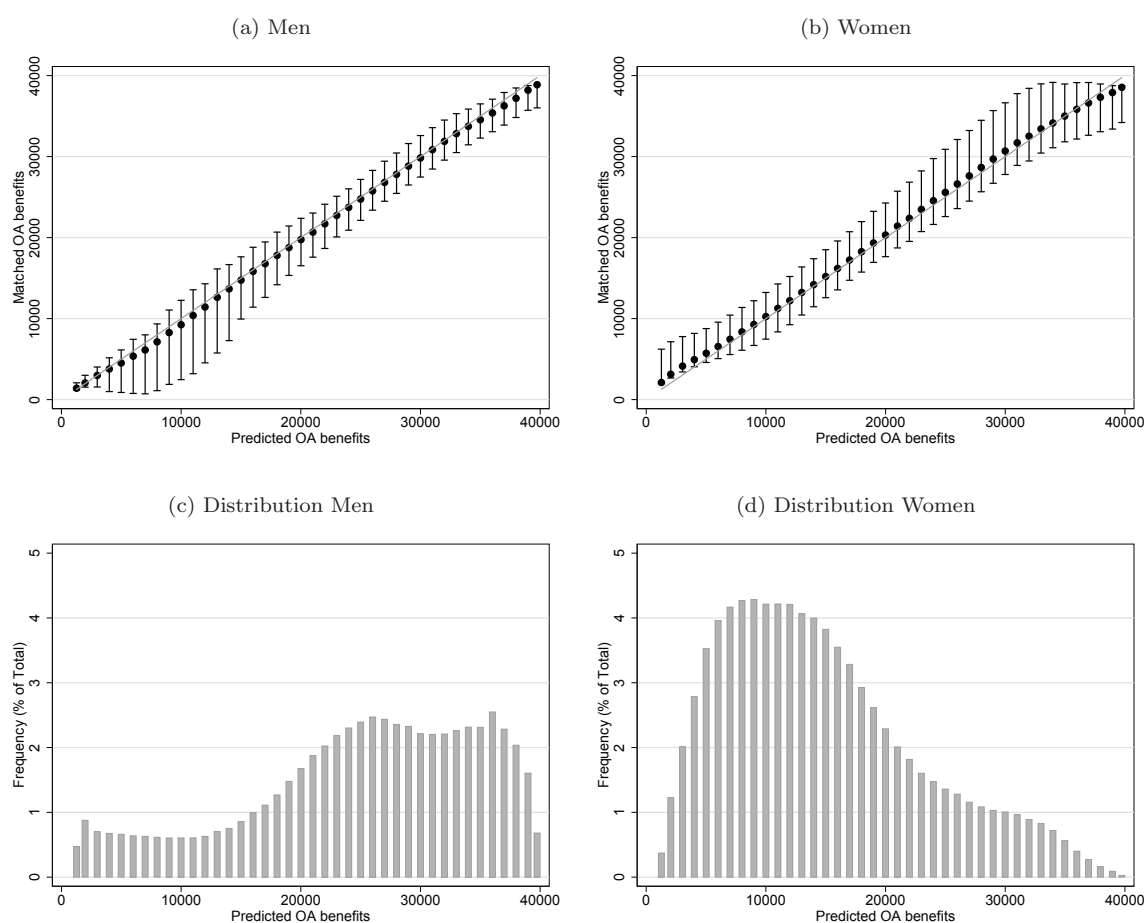 (a) Men
Matched OA benefits
40000
30000
20000
10000
0
0 10000 20000 30000 40000
Predicted OA benefits
(b) Women
Matched OA benefits
40000
30000
20000
10000
0
0 10000 20000 30000 40000
Predicted OA benefits
(c) Distribution Men
Frequency (% of Total)
5
4
3
2
1
0
0 10000 20000 30000 40000
Predicted OA benefits
(d) Distribution Women
Frequency (% of Total)
5
4
3
2
1
0
0 10000 20000 30000 40000
Predicted OA benefits